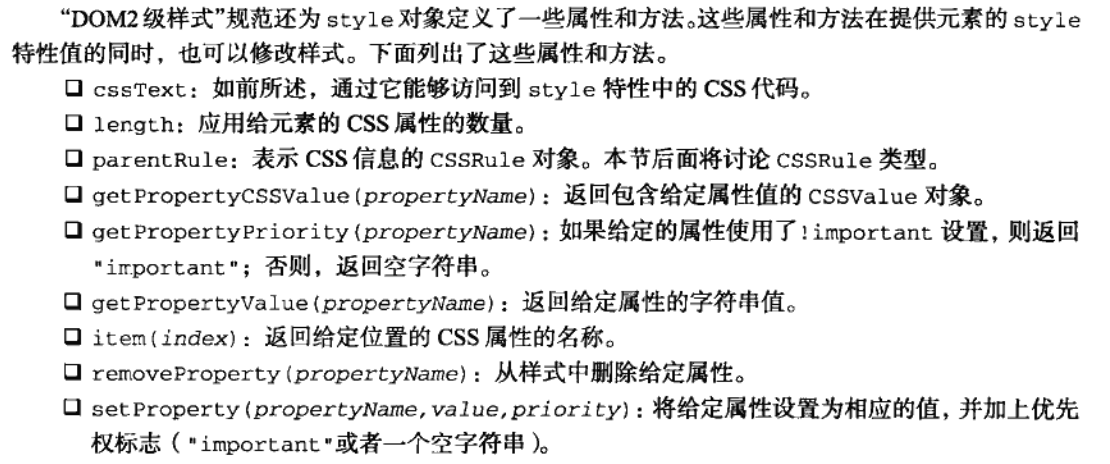 “DOM2级样式”规范还为 style 对象定义了一些属性和方法。这些属性和方法在提供元素的 style
特性值的同时，也可以修改样式。下面列出了这些属性和方法。
❑ cssText：如前所述，通过它能够访问到 style 特性中的 CSS 代码。
❑ length：应用给元素的 CSS 属性的数量。
❑ parentRule：表示 CSS 信息的 CSSRule 对象。本节后面将讨论 CSSRule 类型。
❑ getPropertyCSSValue(propertyName)：返回包含给定属性值的 CSSValue 对象。
❑ getPropertyPriority(propertyName)：如果给定的属性使用了!important 设置，则返回
"important"；否则，返回空字符串。
❑ getPropertyValue(propertyName)：返回给定属性的字符串值。
❑ item(index)：返回给定位置的 CSS 属性的名称。
❑ removeProperty(propertyName)：从样式中删除给定属性。
❑ setProperty(propertyName,value,priority)：将给定属性设置为相应的值，并加上优先
权标志（"important"或者一个空字符串）。